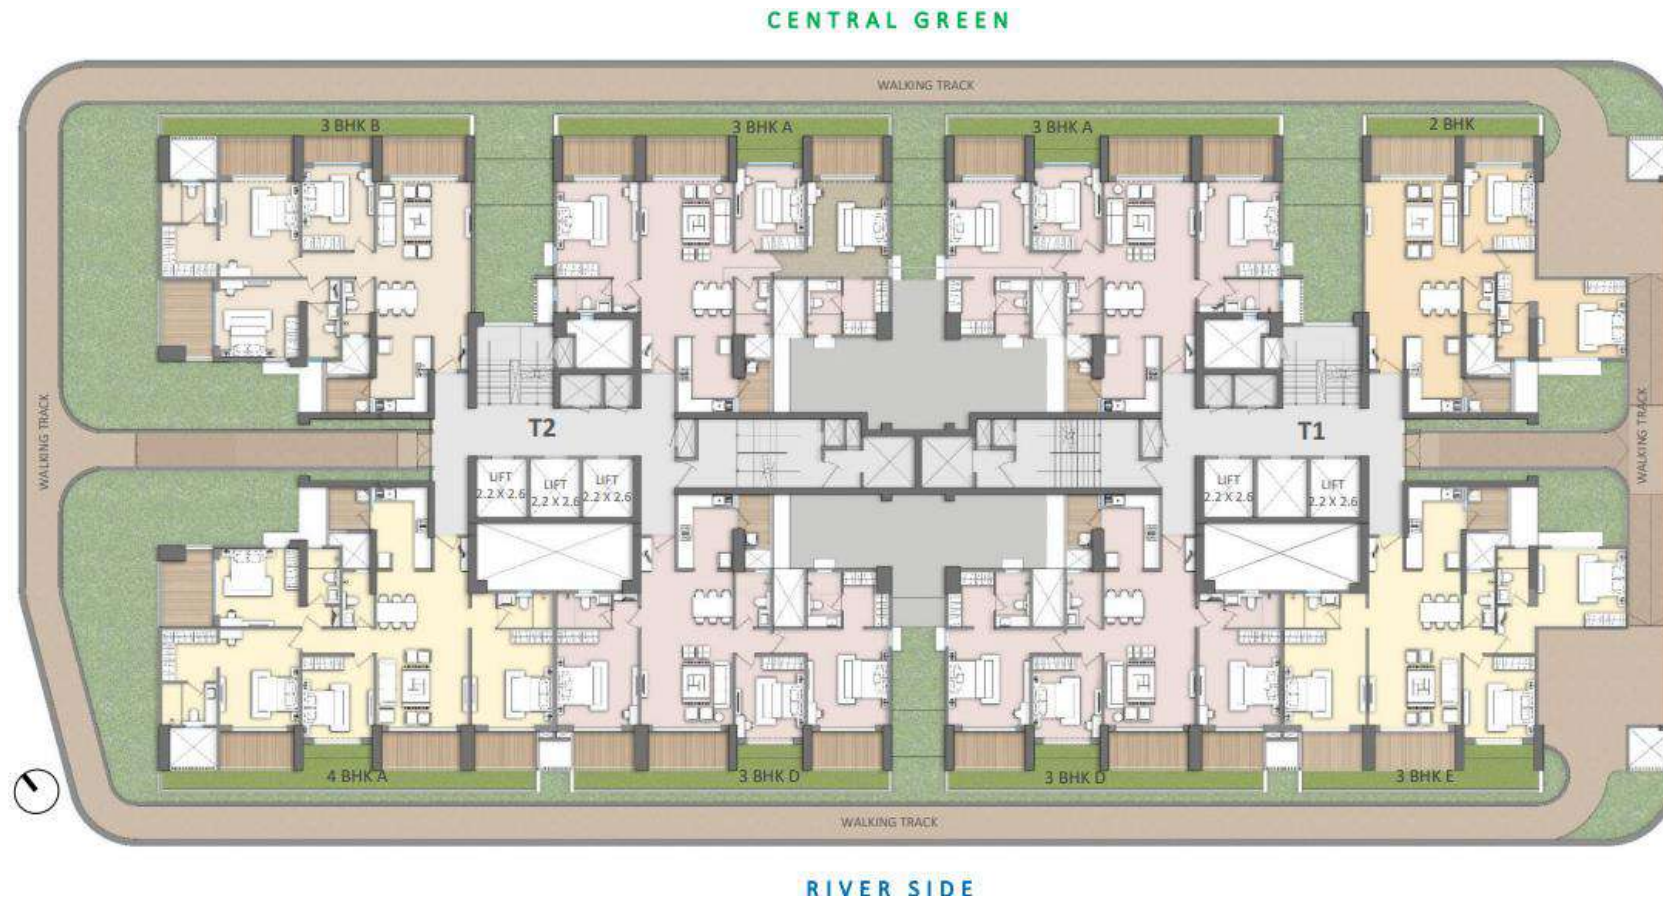 CENTRAL GREEN
WALKING TRACK
3 BHK B
3 BHK A
3 BHK A
2 BHK
WALKING TRACK
T2
T1
WALKING TRACK
LIFT
2.2 X 2.6
LIFT
2.2 X 2.6
LIFT
2.2 X 2.6
LIFT
2.2 X 2.6
LIFT
2.2 X 2.6
4 BHK A
3 BHK D
3 BHK D
3 BHK E
WALKING TRACK
RIVER SIDE